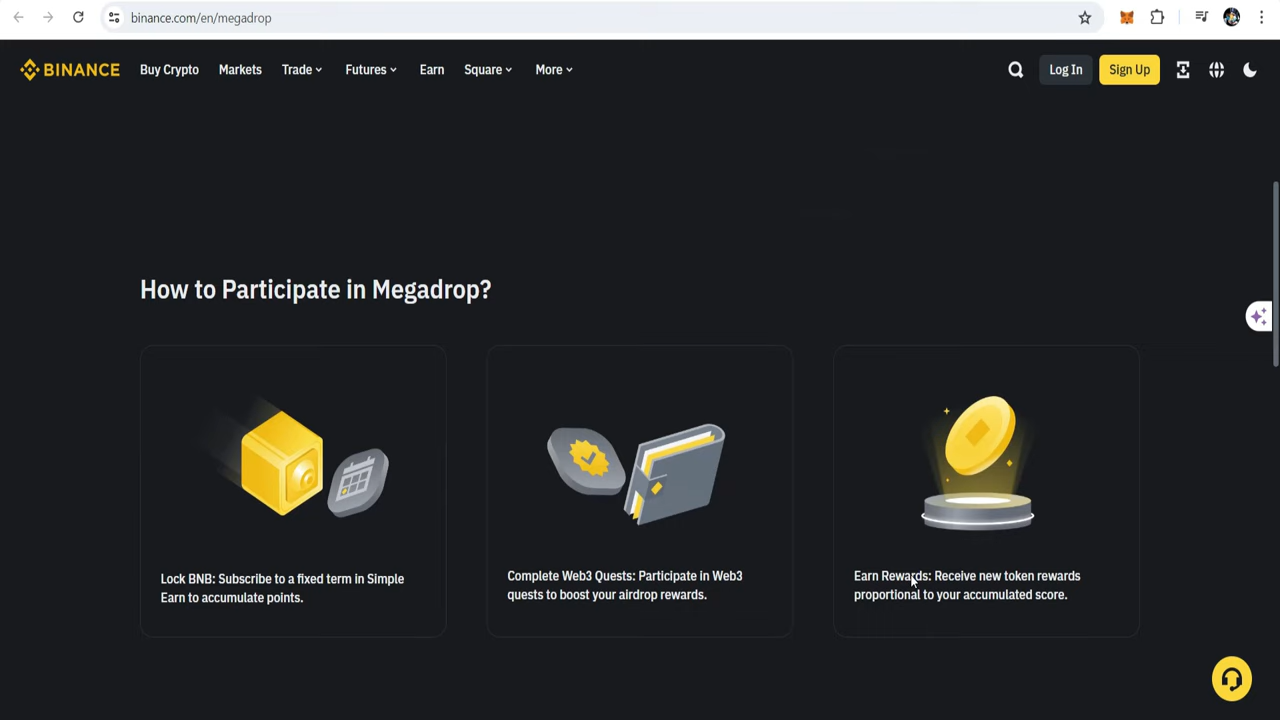 binance.com/en/megadrop
BINANCE Buy Crypto Markets Trade Futures Earn Square More Log In Sign Up
How to Participate in Megadrop?
Lock BNB: Subscribe to a fixed term in Simple
Earn to accumulate points.
Complete Web3 Quests: Participate in Web3
quests to boost your airdrop rewards.
Earn Rewards: Receive new token rewards
proportional to your accumulated score.